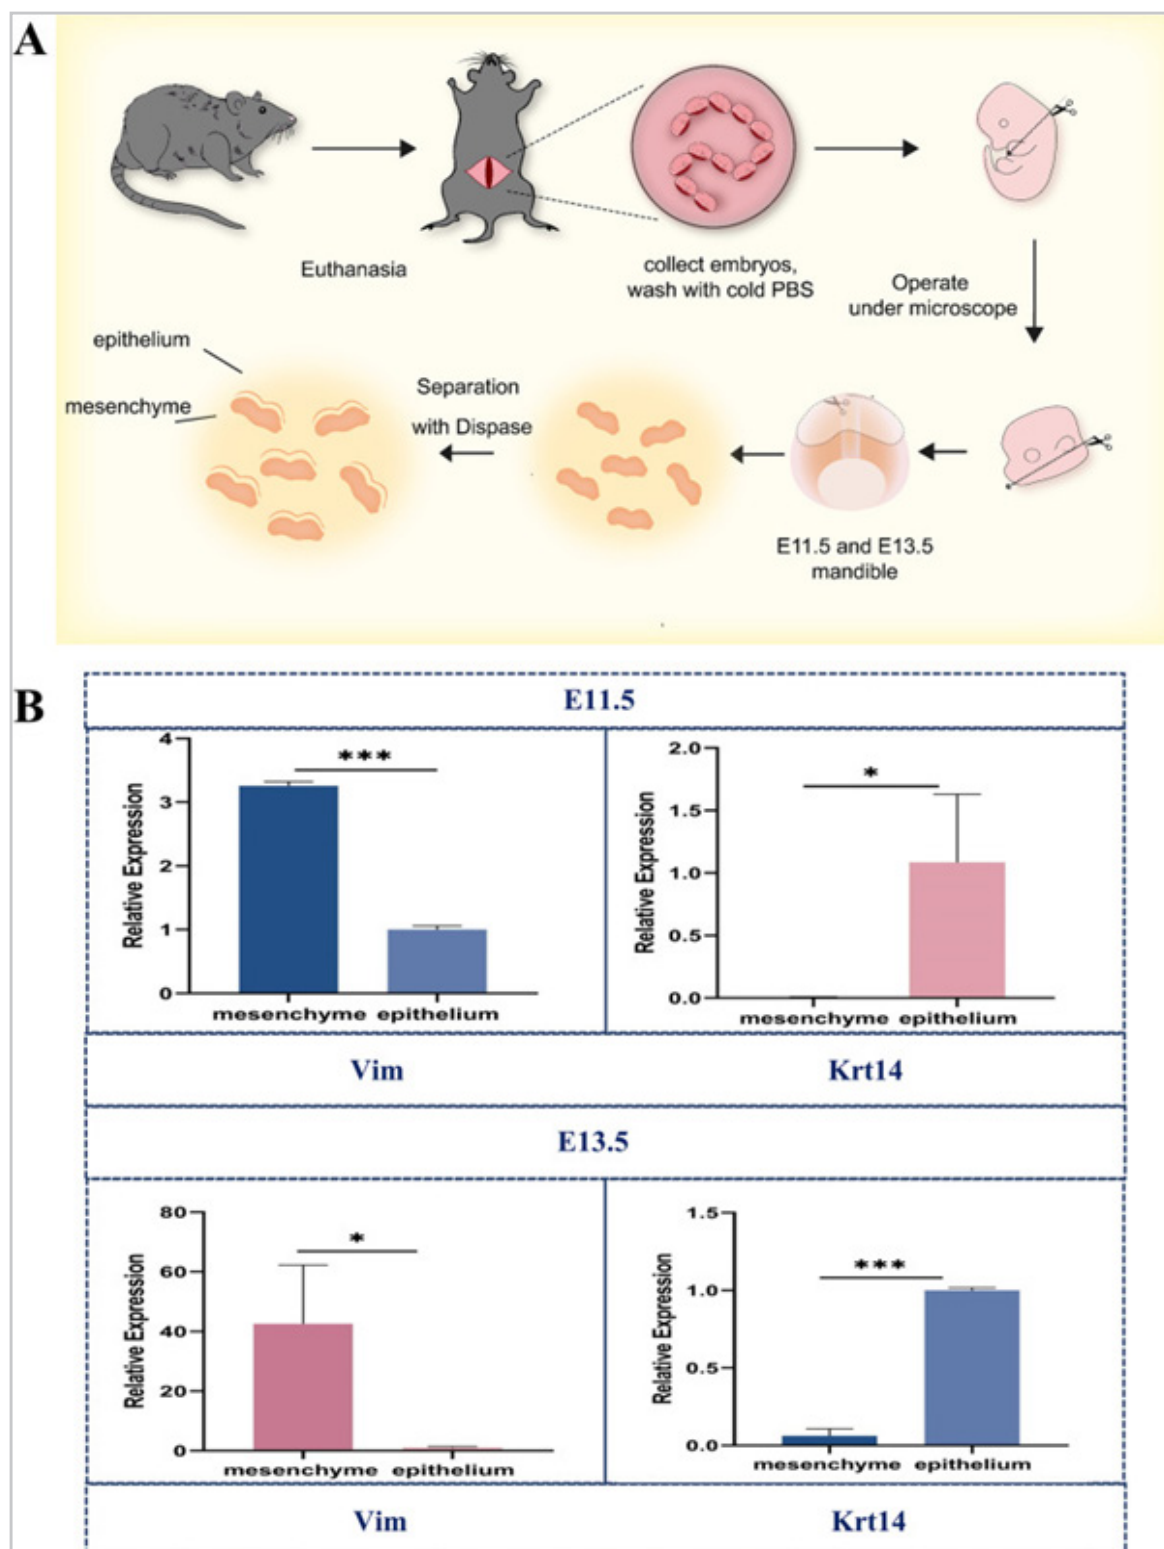 A
Euthanasia
collect embryos,
wash with cold PBS
Operate
under microscope
epithelium
mesenchyme
Separation
with Dispase
E11.5 and E13.5
mandible
B
E11.5
Relative Expression
4
3
2
1
0
***
mesenchyme epithelium
Relative Expression
2.0
1.5
1.0
0.5
0.0
*
mesenchyme epithelium
Vim
Krt14
E13.5
Relative Expression
80
60
40
20
0
*
mesenchyme epithelium
Relative Expression
1.5
1.0
0.5
0.0
***
mesenchyme epithelium
Vim
Krt14